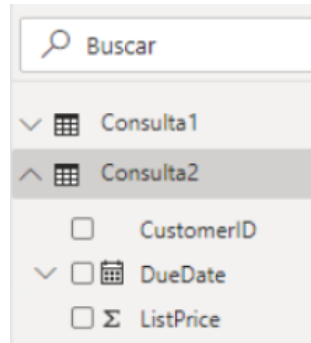 Buscar
Consulta1
Consulta2
CustomerID
DueDate
Σ ListPrice